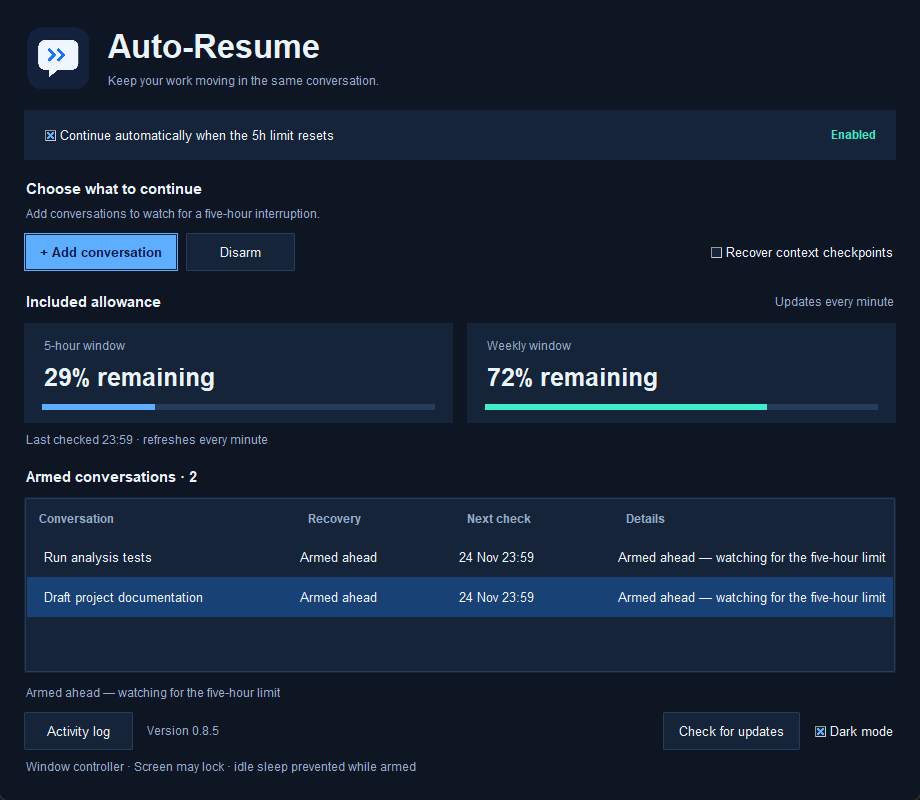 Auto-Resume
Keep your work moving in the same conversation.
Continue automatically when the 5h limit resets
Enabled
Choose what to continue
Add conversations to watch for a five-hour interruption.
+ Add conversation
Disarm
Recover context checkpoints
Included allowance
Updates every minute
5-hour window
29% remaining
Weekly window
72% remaining
Last checked 23:59 · refreshes every minute
Armed conversations · 2
Conversation Recovery Next check Details
Run analysis tests Armed ahead 24 Nov 23:59 Armed ahead — watching for the five-hour limit
Draft project documentation Armed ahead 24 Nov 23:59 Armed ahead — watching for the five-hour limit
Armed ahead — watching for the five-hour limit
Activity log
Version 0.8.5
Check for updates
Dark mode
Window controller · Screen may lock · idle sleep prevented while armed